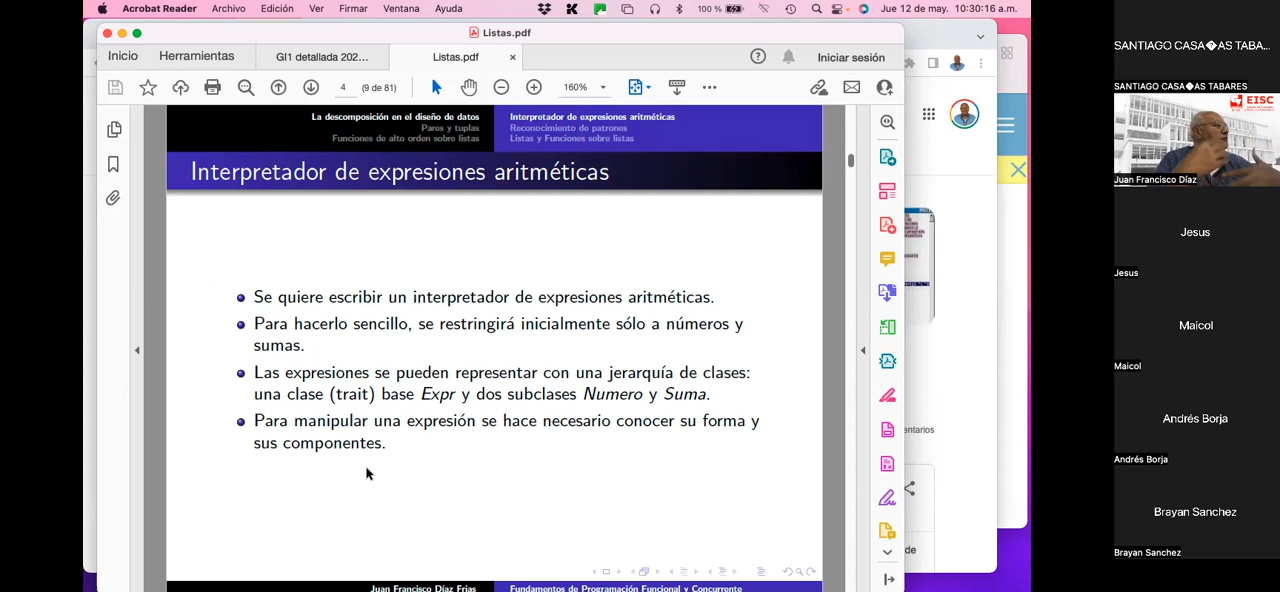 Acrobat Reader Archivo Edición Ver Firmar Ventana Ayuda 100 % Jue 12 de may. 10:30:16 a.m.
Listas.pdf
Inicio Herramientas GI1 detallada 202... Listas.pdf × Iniciar sesión
4 (9 de 81) 160%
La descomposición en el diseño de datos
Pares y tuplas
Funciones de alto orden sobre listas
Interpretador de expresiones aritméticas
Reconocimiento de patrones
Listas y Funciones sobre listas
Interpretador de expresiones aritméticas
Se quiere escribir un interpretador de expresiones aritméticas.
Para hacerlo sencillo, se restringirá inicialmente sólo a números y
sumas.
Las expresiones se pueden representar con una jerarquía de clases:
una clase (trait) base Expr y dos subclases Numero y Suma.
Para manipular una expresión se hace necesario conocer su forma y
sus componentes.
Juan Francisco Díaz Frias Fundamentos de Programación Funcional y Concurrente
entarios
de
SANTIAGO CASA�AS TABA...
SANTIAGO CASA�AS TABARES
EISC
Juan Francisco Díaz
Jesus
Jesus
Maicol
Maicol
Andrés Borja
Andrés Borja
Brayan Sanchez
Brayan Sanchez